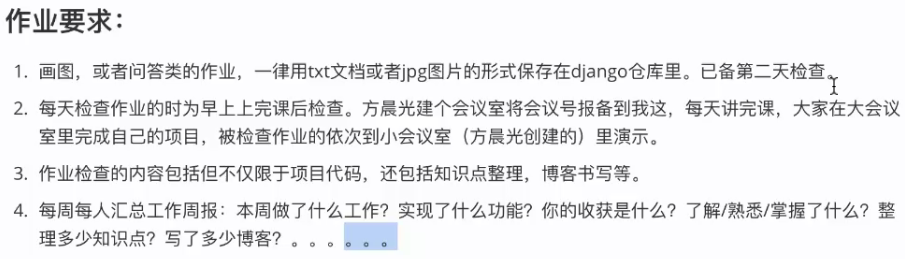 作业要求：
1. 画图，或者问答类的作业，一律用txt文档或者jpg图片的形式保存在django仓库里。已备第二天检查。
2. 每天检查作业的时为早上上完课后检查。方晨光建个会议室将会议号报备到我这，每天讲完课，大家在大会议
室里完成自己的项目，被检查作业的依次到小会议室（方晨光创建的）里演示。
3. 作业检查的内容包括但不仅限于项目代码，还包括知识点整理，博客书写等。
4. 每周每人汇总工作周报：本周做了什么工作？实现了什么功能？你的收获是什么？了解/熟悉/掌握了什么？整
理多少知识点？写了多少博客？。。。。。。